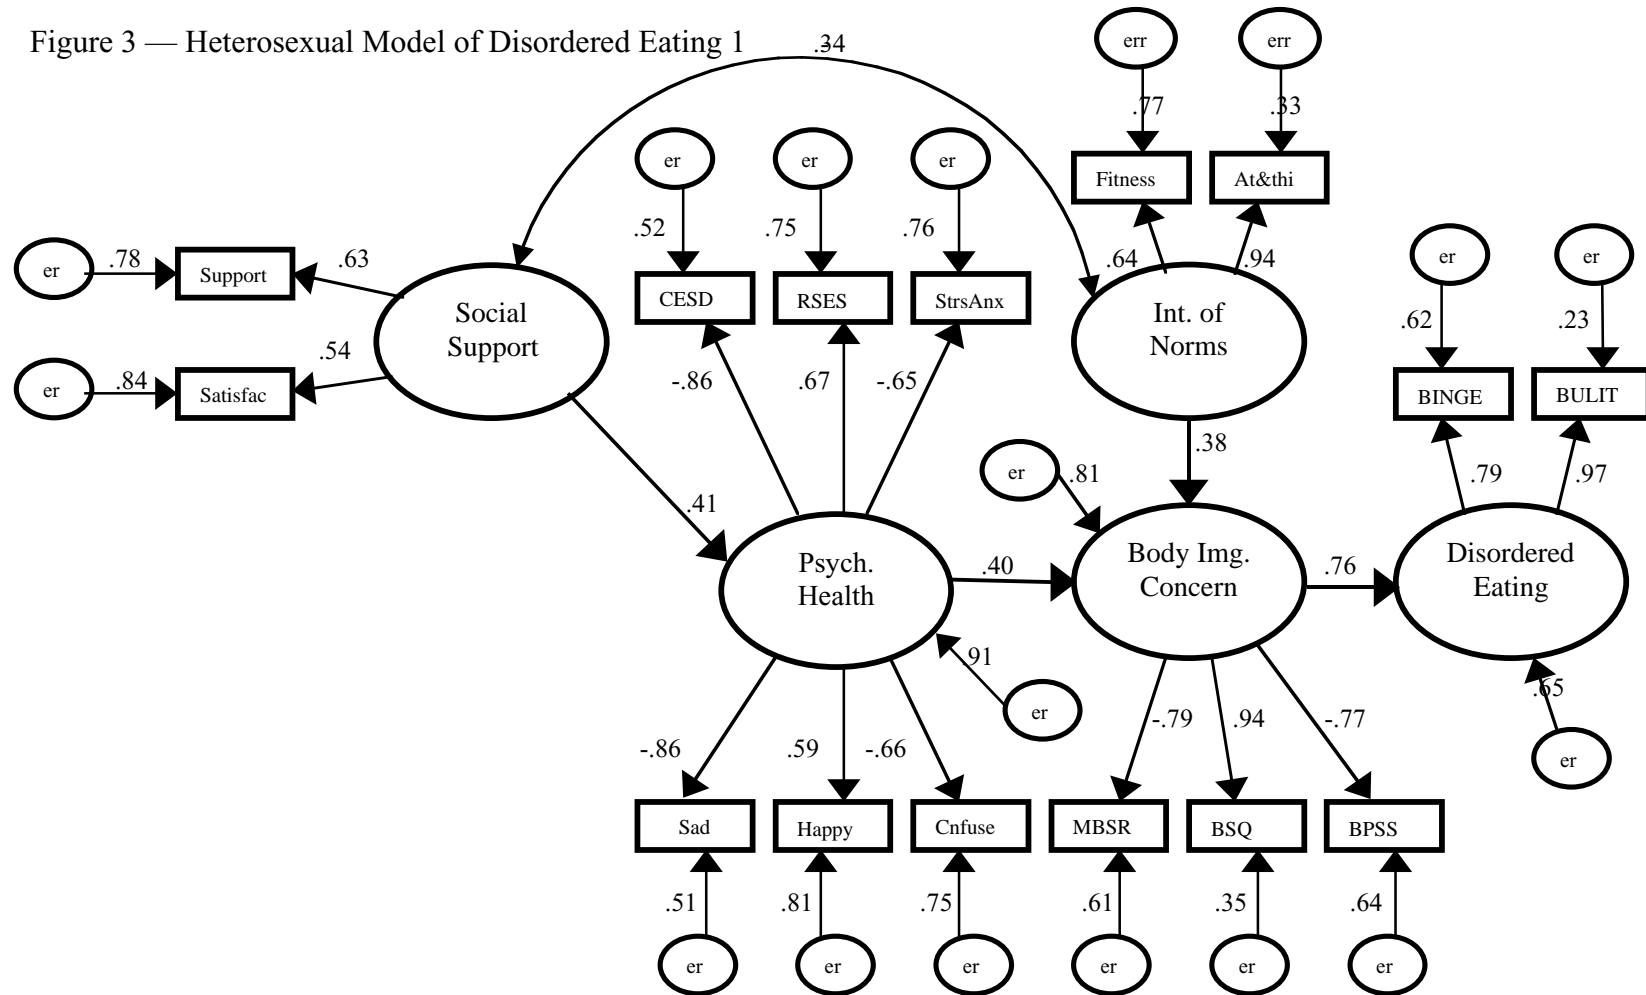 Figure 3 — Heterosexual Model of Disordered Eating 1
.34
err
err
.77
.33
er
er
er
Fitness
At&thi
.52
.75
.76
er
.78
Support
.63
.64
.94
er
er
CESD
RSES
StrsAnx
Social
Support
Int. of
Norms
.62
.23
er
.84
Satisfac
.54
-.86
.67
-.65
BINGE
BULIT
.38
er
.81
.79
.97
.41
Psych.
Health
.40
Body Img.
Concern
.76
Disordered
Eating
.91
er
.65
er
-.86
.59
-.66
-.79
.94
-.77
Sad
Happy
Cnfuse
MBSR
BSQ
BPSS
.51
.81
.75
.61
.35
.64
er
er
er
er
er
er